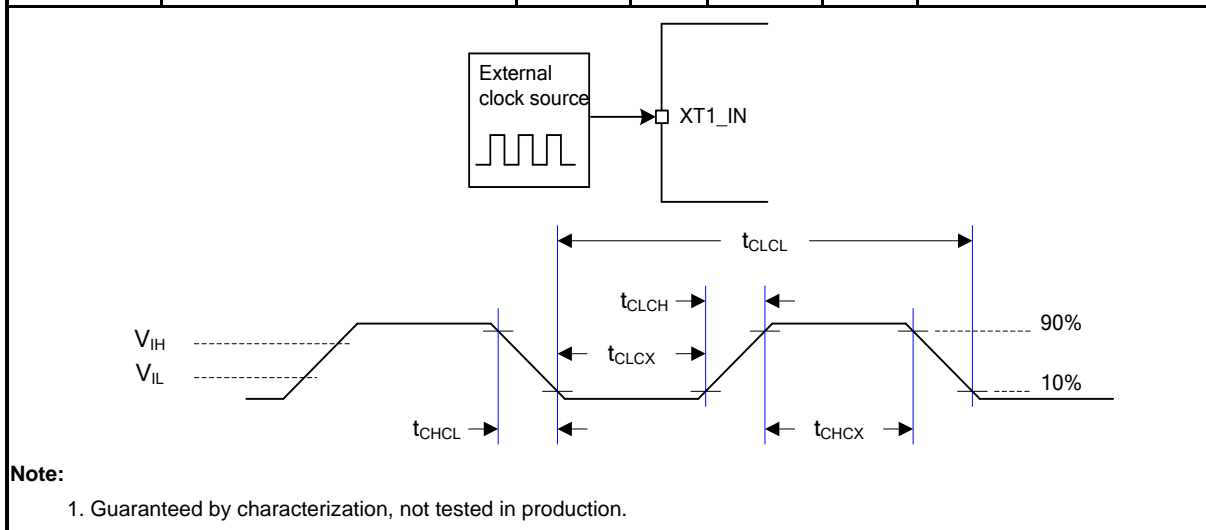 External
clock source
XT1_IN
tCLCL
tCLCH
90%
VIH
tCLCX
VIL
10%
tCHCL
tCHCX
Note:
1. Guaranteed by characterization, not tested in production.